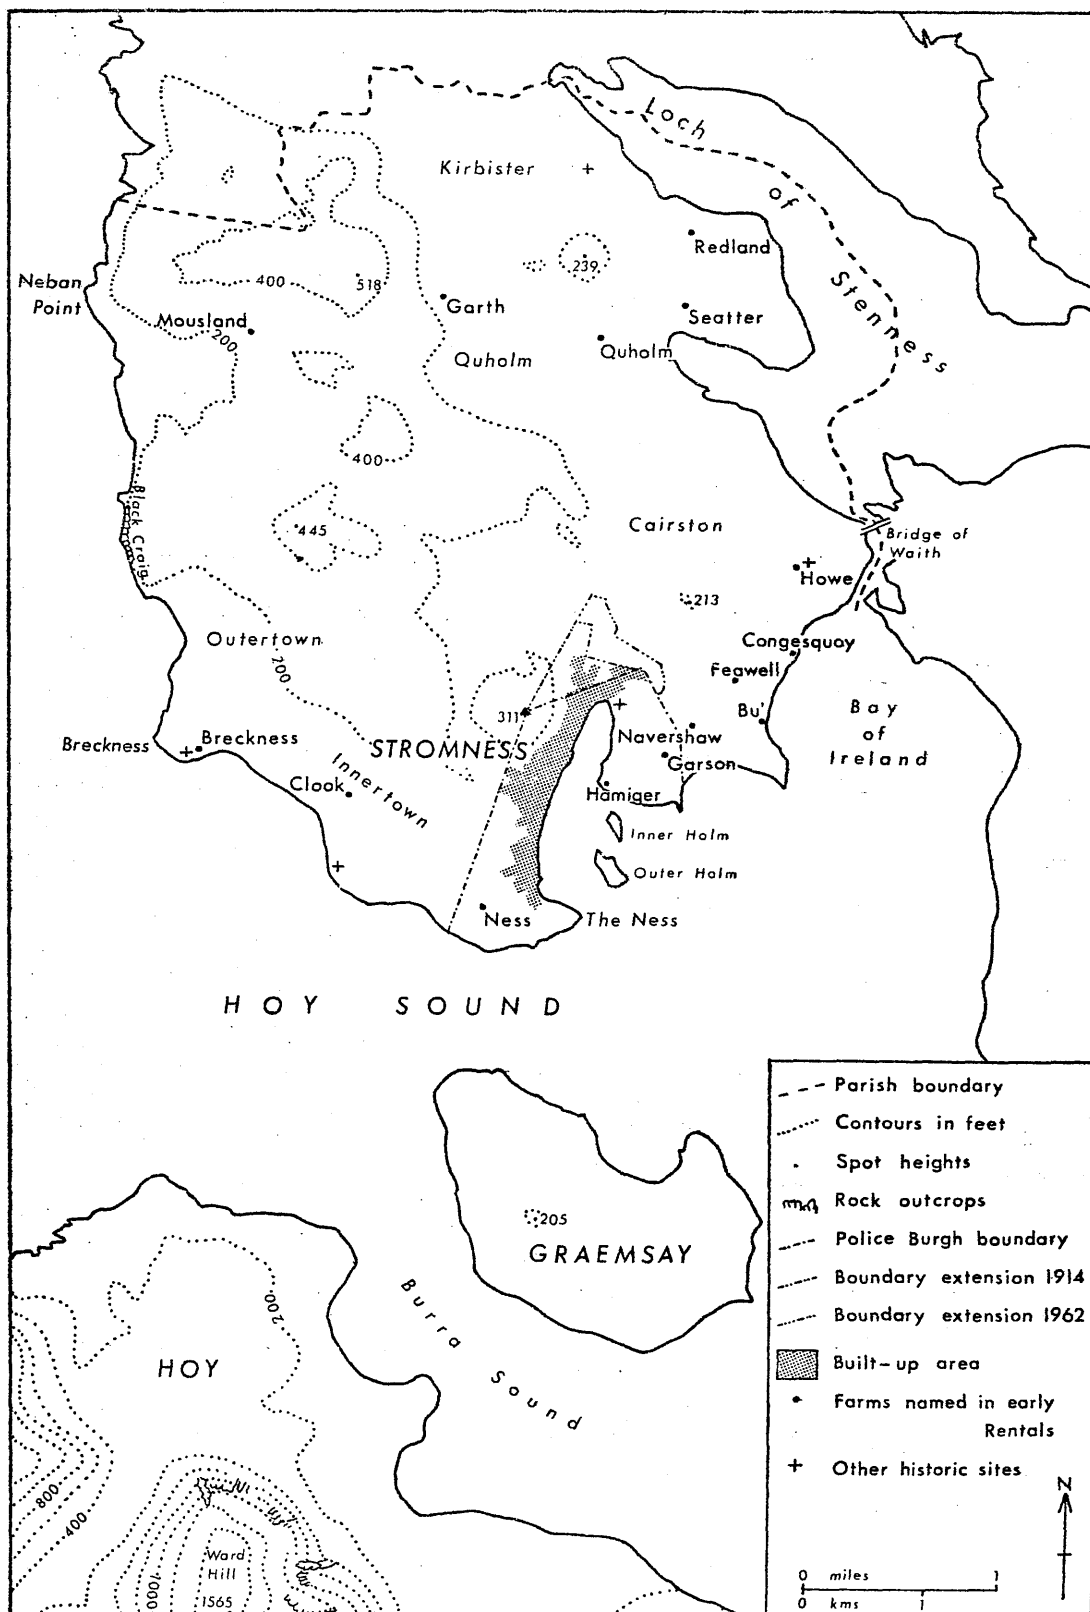 Loch
of
Stenness
Kirbister
Redland
239
Neban
Point
400
518
Garth
Seatter
Mousland
200
Quholm
Quholm
400
Black Craig
445
Cairston
Bridge of
Waith
Howe
213
Outertown
200
Congesquay
Feawell
311
Bu'
Bay
of
Ireland
Breckness
Breckness
STROMNESS
Navershaw
Garson
Clook
Innertown
Hamiger
Inner Holm
Outer Holm
Ness
The Ness
HOY SOUND
205
GRAEMSAY
Burra Sound
200
HOY
800
400
1000
Ward
Hill
1565
Parish boundary
Contours in feet
Spot heights
Rock outcrops
Police Burgh boundary
Boundary extension 1914
Boundary extension 1962
Built-up area
Farms named in early
Rentals
Other historic sites
N
0 miles 1
0 kms 1